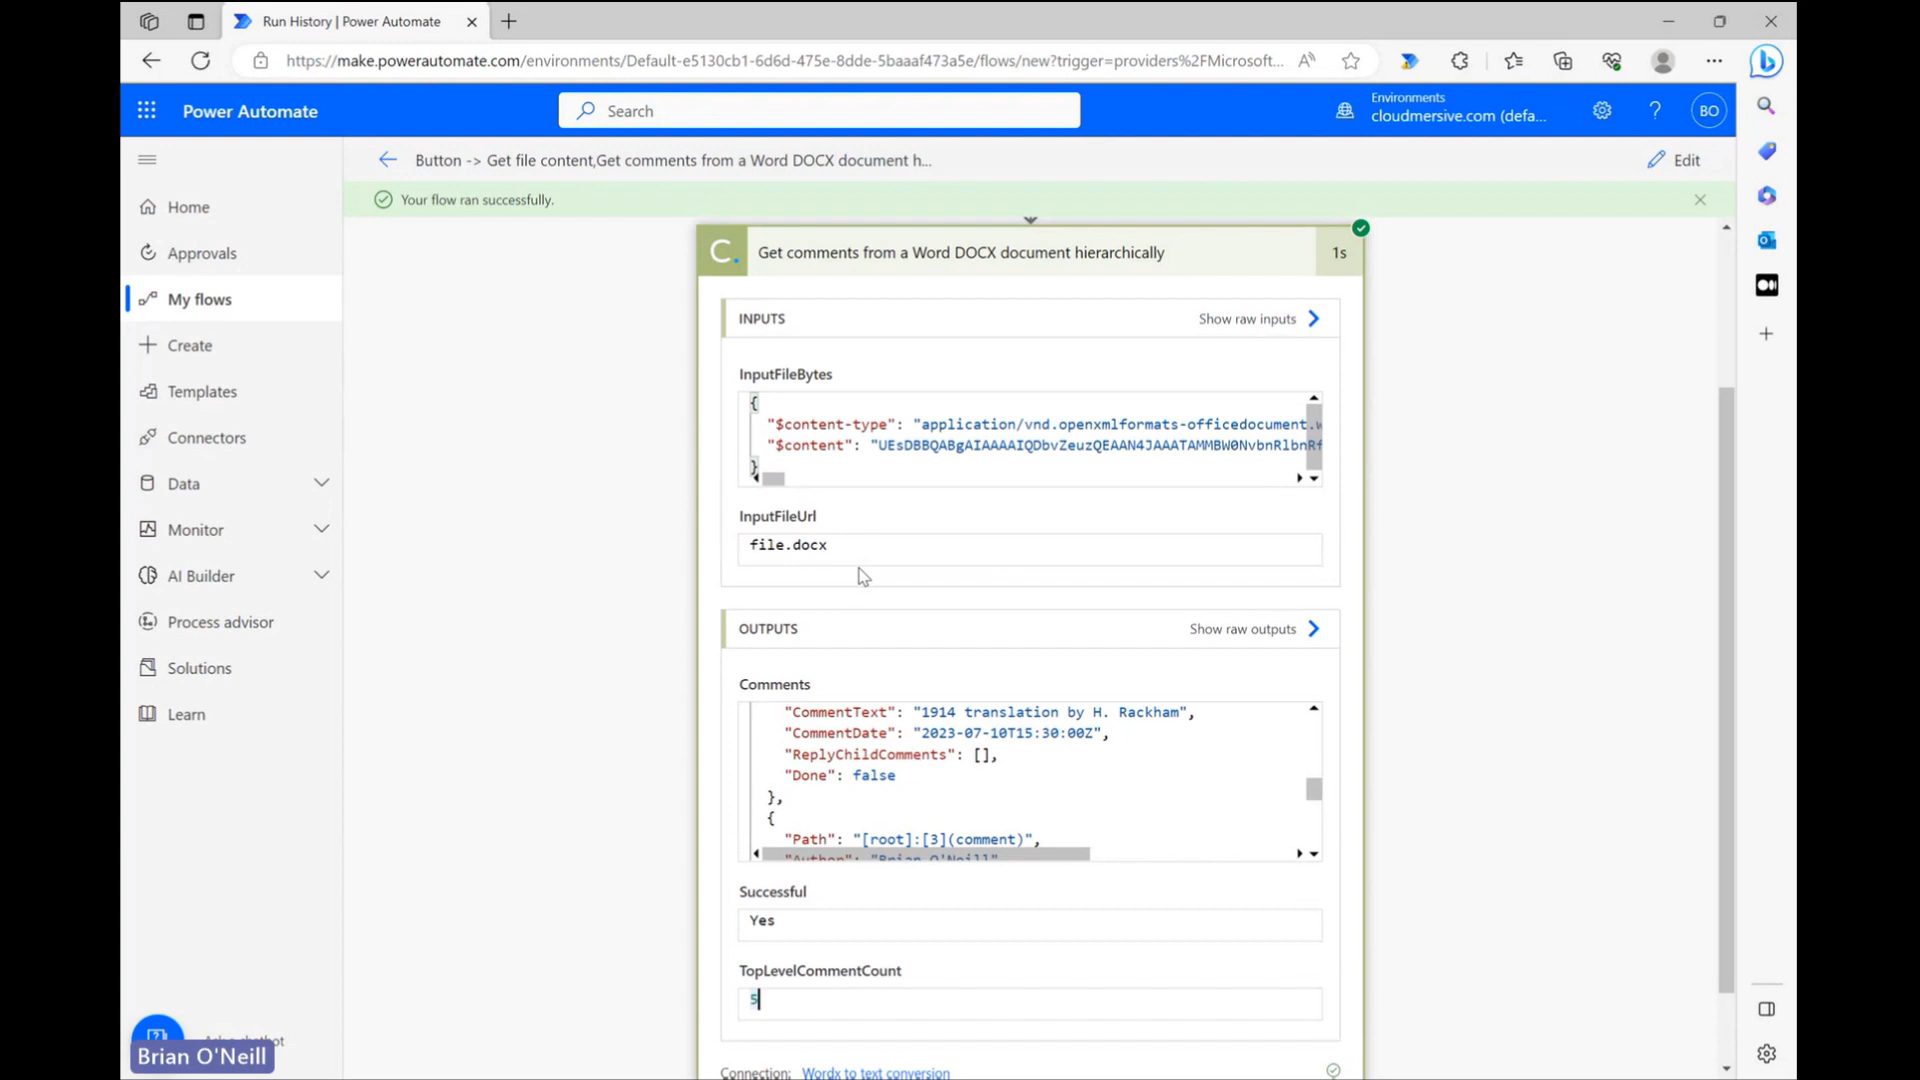 Run History | Power Automate
https://make.powerautomate.com/environments/Default-e5130cb1-6d6d-475e-8dde-5baaaf473a5e/flows/new?trigger=providers%2FMicrosoft...
Power Automate
Search
Environments
cloudmersive.com (defa...
BO
Button -> Get file content,Get comments from a Word DOCX document h...
Edit
Your flow ran successfully.
Home
Approvals
My flows
Create
Templates
Connectors
Data
Monitor
AI Builder
Process advisor
Solutions
Learn
Get comments from a Word DOCX document hierarchically
1s
INPUTS
Show raw inputs
InputFileBytes
{
"$content-type": "application/vnd.openxmlformats-officedocument.w
"$content": "UEsDBBQABgAIAAAAIQDbvZeuzQEAAN4JAAATAMMBW0NvbnRlbnRf
}
InputFileUrl
file.docx
OUTPUTS
Show raw outputs
Comments
"CommentText": "1914 translation by H. Rackham",
"CommentDate": "2023-07-10T15:30:00Z",
"ReplyChildComments": [],
"Done": false
},
{
"Path": "[root]:[3](comment)",
"Author": "Brian O'Neill"
Successful
Yes
TopLevelCommentCount
5
Connection: Wordx to text conversion
Brian O'Neill